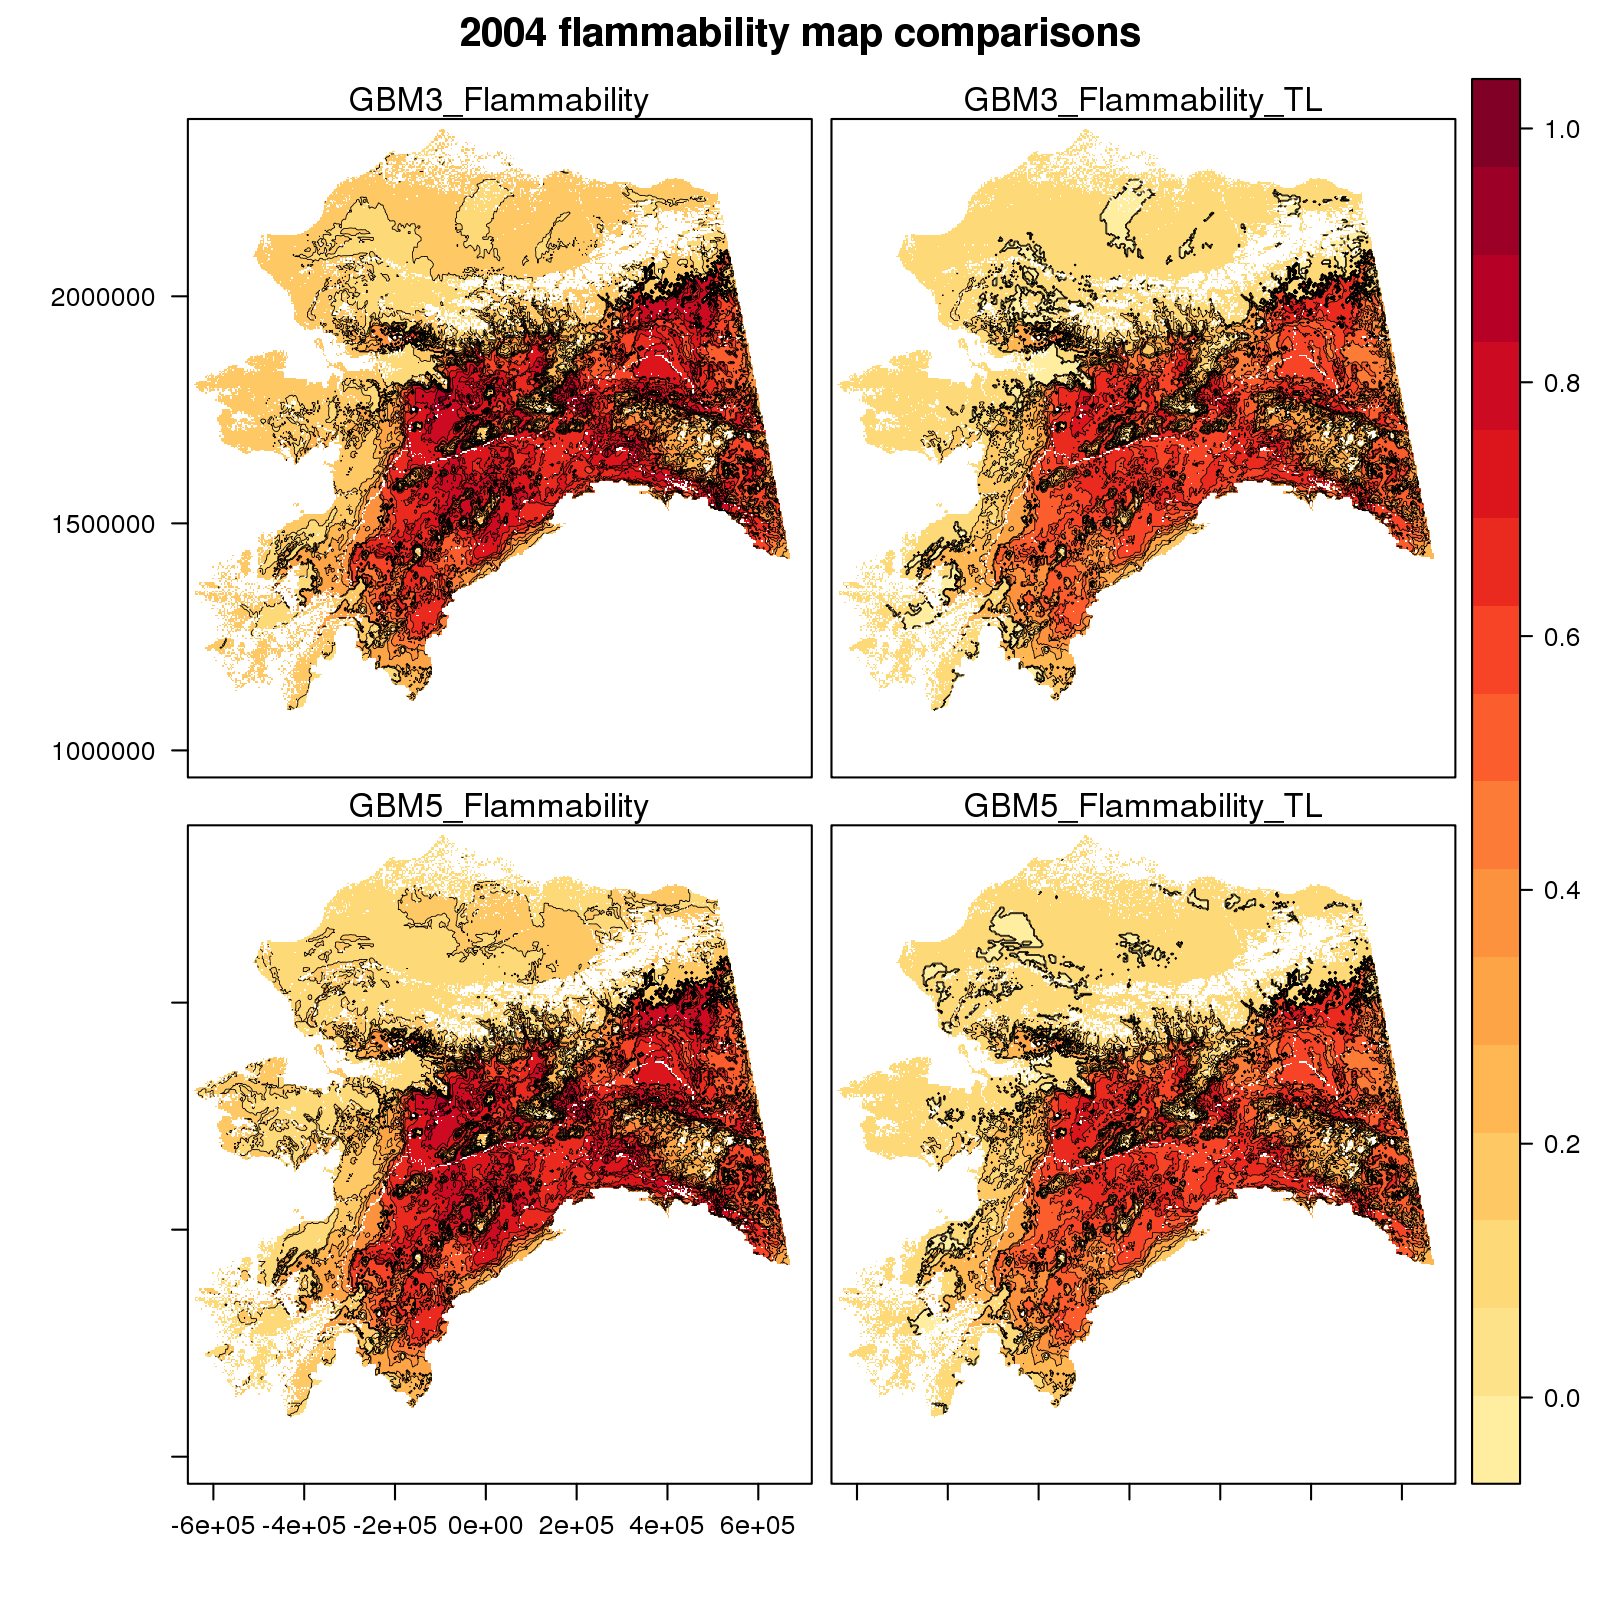 2004 flammability map comparisons
GBM3_Flammability
GBM3_Flammability_TL
2000000
1500000
1000000
GBM5_Flammability
GBM5_Flammability_TL
-6e+05 -4e+05 -2e+05 0e+00 2e+05 4e+05 6e+05
1.0
0.8
0.6
0.4
0.2
0.0